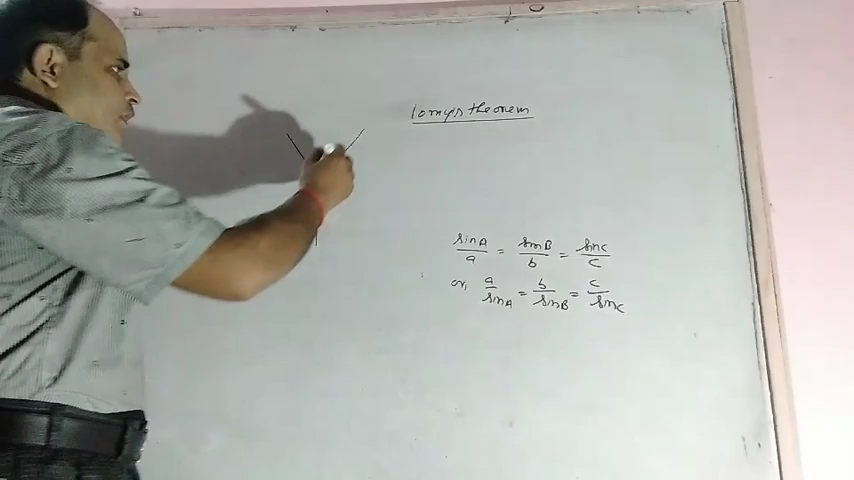 lamys theorem
sinA/a = sinB/b = sinC/c
or, a/sinA = b/sinB = c/sinC